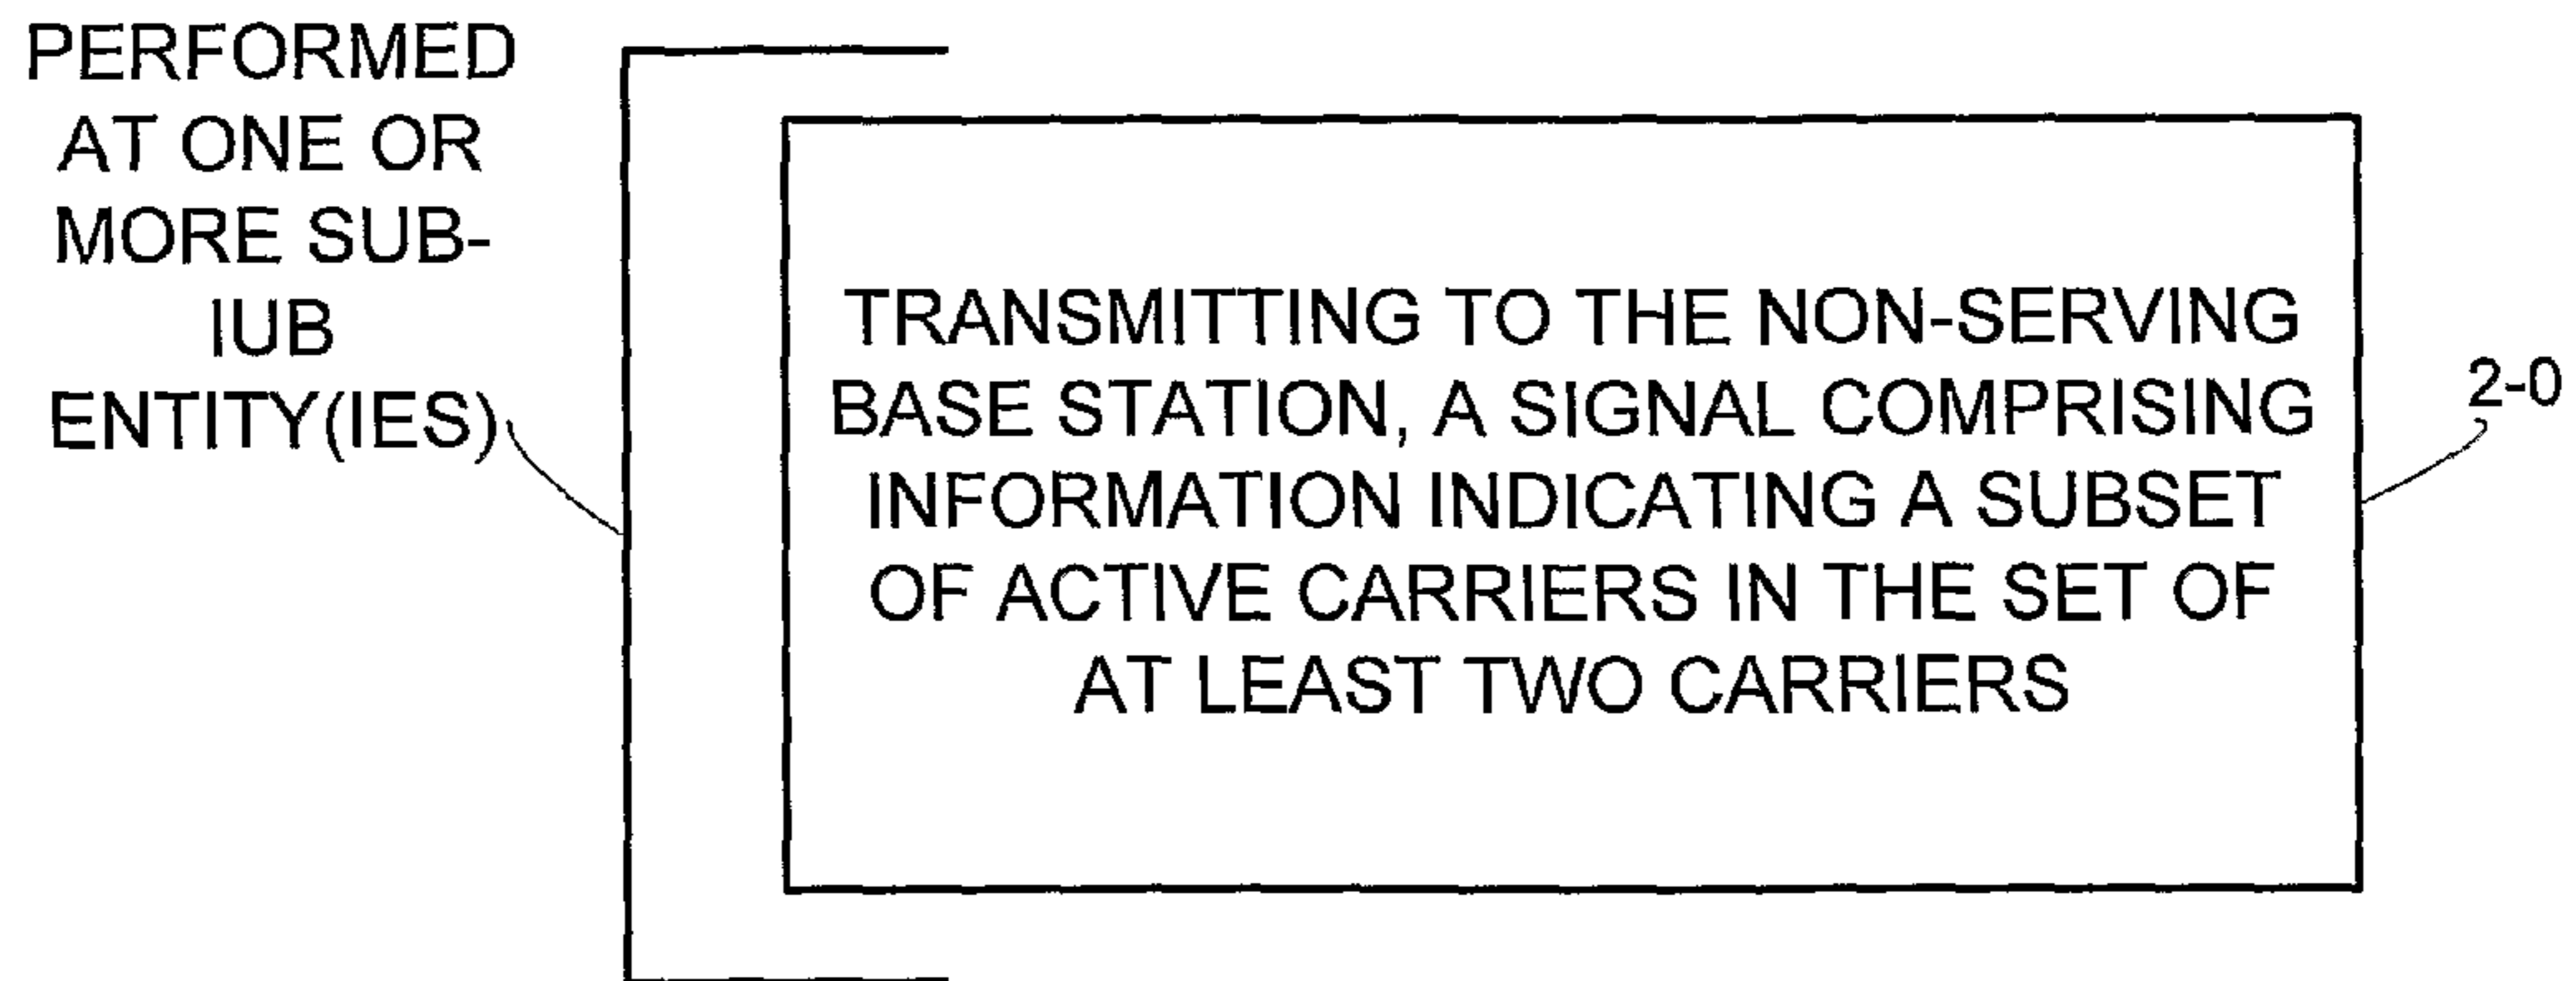 PERFORMED
AT ONE OR
MORE SUB-
IUB
ENTITY(IES)
TRANSMITTING TO THE NON-SERVING
BASE STATION, A SIGNAL COMPRISING
INFORMATION INDICATING A SUBSET
OF ACTIVE CARRIERS IN THE SET OF
AT LEAST TWO CARRIERS
2-0